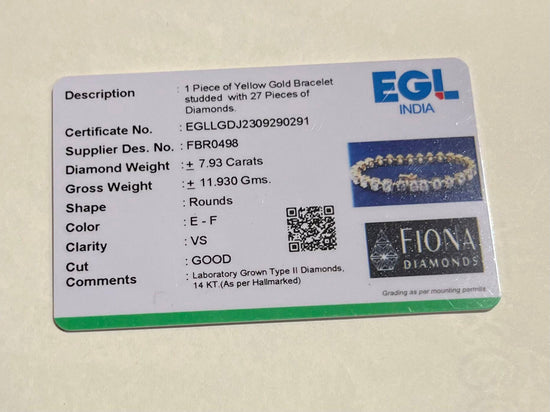 Description : 1 Piece of Yellow Gold Bracelet
studded with 27 Pieces of
Diamonds.
Certificate No. : EGLLGDJ2309290291
Supplier Des. No. : FBR0498
Diamond Weight : ± 7.93 Carats
Gross Weight : ± 11.930 Gms.
Shape : Rounds
Color : E - F
Clarity : VS
Cut : GOOD
Comments : Laboratory Grown Type II Diamonds,
14 KT.(As per Hallmarked)
EGL
INDIA
FIONA
DIAMONDS
Grading as per mounting permits.